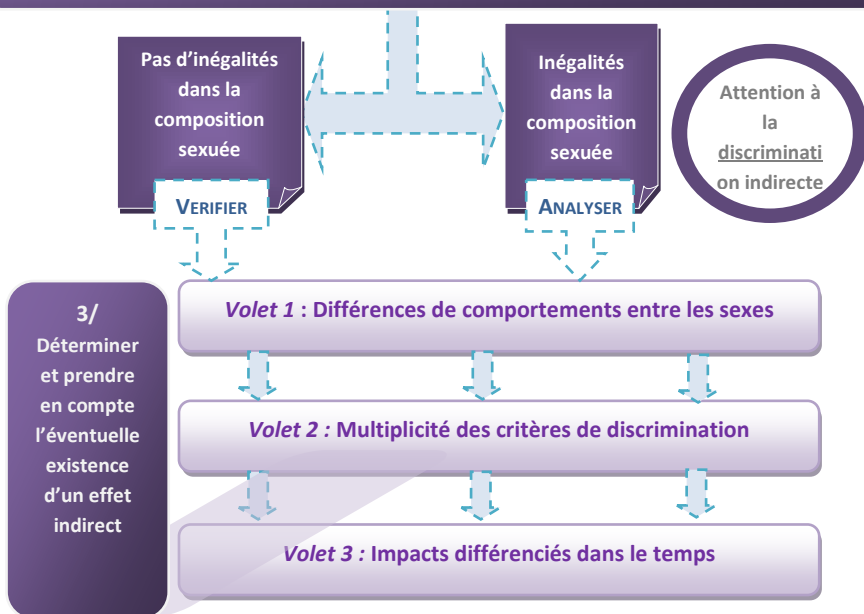 Pas d’inégalités
dans la
composition
sexuée
VERIFIER
Inégalités
dans la
composition
sexuée
ANALYSER
Attention à
la
discriminati
on indirecte
3/
Déterminer
et prendre
en compte
l’éventuelle
existence
d’un effet
indirect
Volet 1 : Différences de comportements entre les sexes
Volet 2 : Multiplicité des critères de discrimination
Volet 3 : Impacts différenciés dans le temps